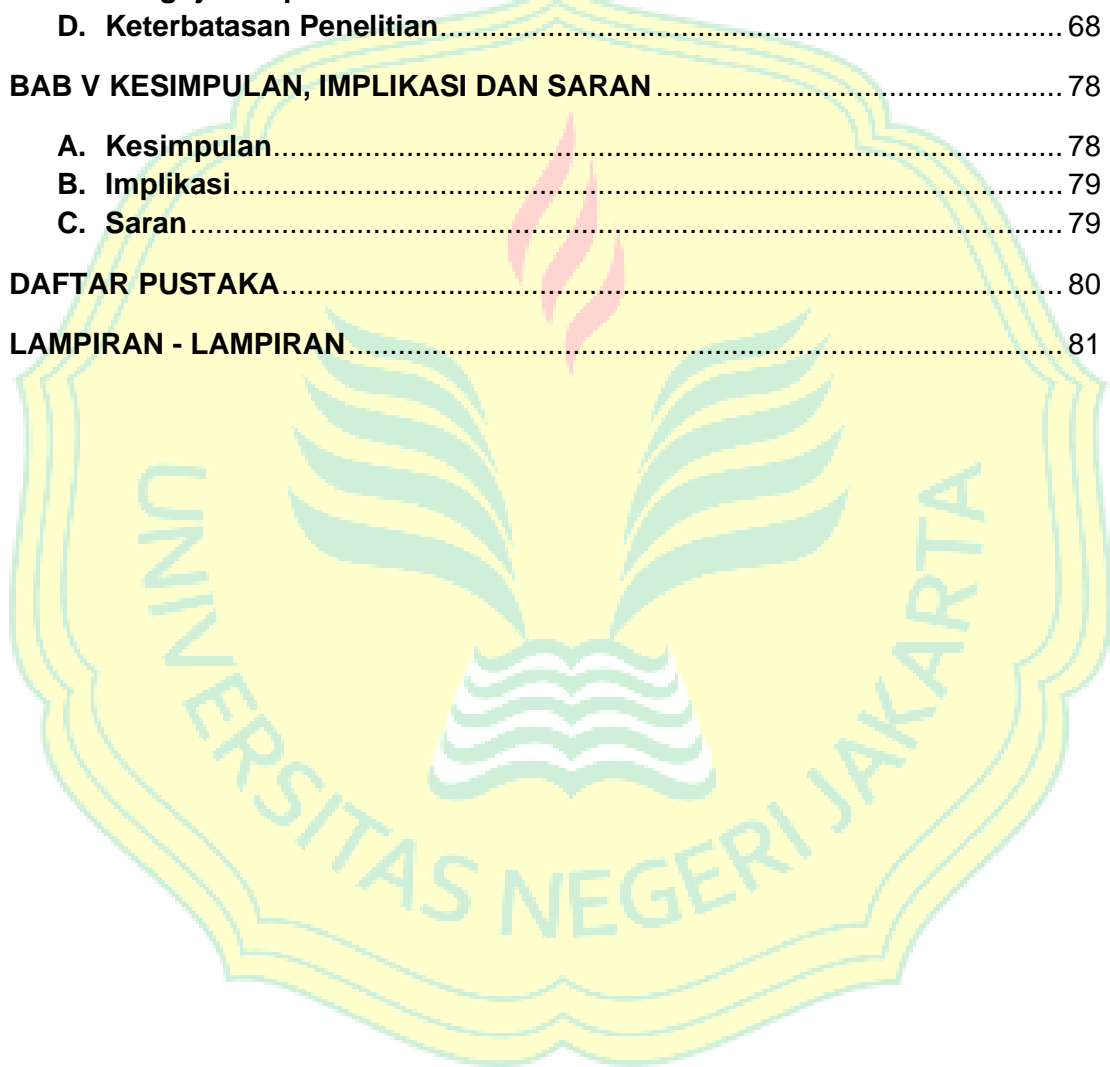 D. Keterbatasan Penelitian........................................................................... 68
BAB V KESIMPULAN, IMPLIKASI DAN SARAN ................................................. 78
A. Kesimpulan............................................................................................... 78
B. Implikasi.................................................................................................... 79
C. Saran......................................................................................................... 79
DAFTAR PUSTAKA.............................................................................................. 80
LAMPIRAN - LAMPIRAN...................................................................................... 81
UNIVERSITAS NEGERI JAKARTA